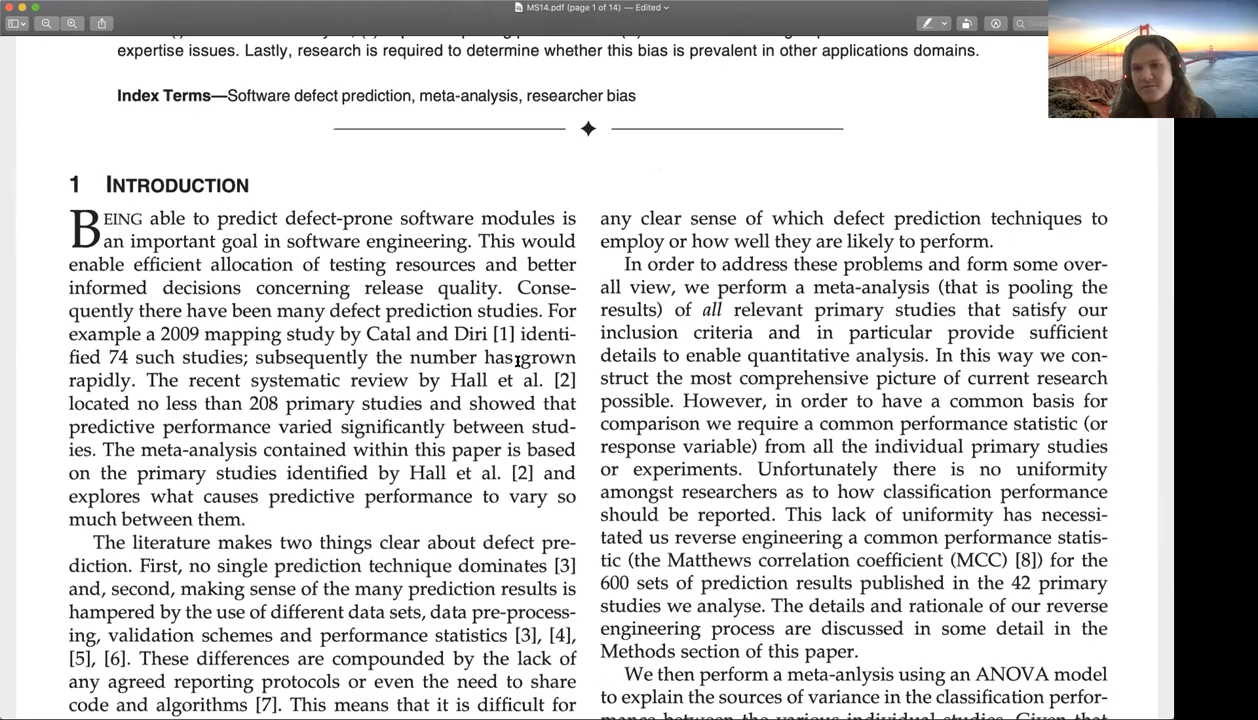 MS14.pdf (page 1 of 14) — Edited
expertise issues. Lastly, research is required to determine whether this bias is prevalent in other applications domains.
Index Terms—Software defect prediction, meta-analysis, researcher bias
1 INTRODUCTION
BEING able to predict defect-prone software modules is
an important goal in software engineering. This would
enable efficient allocation of testing resources and better
informed decisions concerning release quality. Conse-
quently there have been many defect prediction studies. For
example a 2009 mapping study by Catal and Diri [1] identi-
fied 74 such studies; subsequently the number has grown
rapidly. The recent systematic review by Hall et al. [2]
located no less than 208 primary studies and showed that
predictive performance varied significantly between stud-
ies. The meta-analysis contained within this paper is based
on the primary studies identified by Hall et al. [2] and
explores what causes predictive performance to vary so
much between them.
The literature makes two things clear about defect pre-
diction. First, no single prediction technique dominates [3]
and, second, making sense of the many prediction results is
hampered by the use of different data sets, data pre-process-
ing, validation schemes and performance statistics [3], [4],
[5], [6]. These differences are compounded by the lack of
any agreed reporting protocols or even the need to share
code and algorithms [7]. This means that it is difficult for
any clear sense of which defect prediction techniques to
employ or how well they are likely to perform.
In order to address these problems and form some over-
all view, we perform a meta-analysis (that is pooling the
results) of all relevant primary studies that satisfy our
inclusion criteria and in particular provide sufficient
details to enable quantitative analysis. In this way we con-
struct the most comprehensive picture of current research
possible. However, in order to have a common basis for
comparison we require a common performance statistic (or
response variable) from all the individual primary studies
or experiments. Unfortunately there is no uniformity
amongst researchers as to how classification performance
should be reported. This lack of uniformity has necessi-
tated us reverse engineering a common performance statis-
tic (the Matthews correlation coefficient (MCC) [8]) for the
600 sets of prediction results published in the 42 primary
studies we analyse. The details and rationale of our reverse
engineering process are discussed in some detail in the
Methods section of this paper.
We then perform a meta-anlysis using an ANOVA model
to explain the sources of variance in the classification perfor-